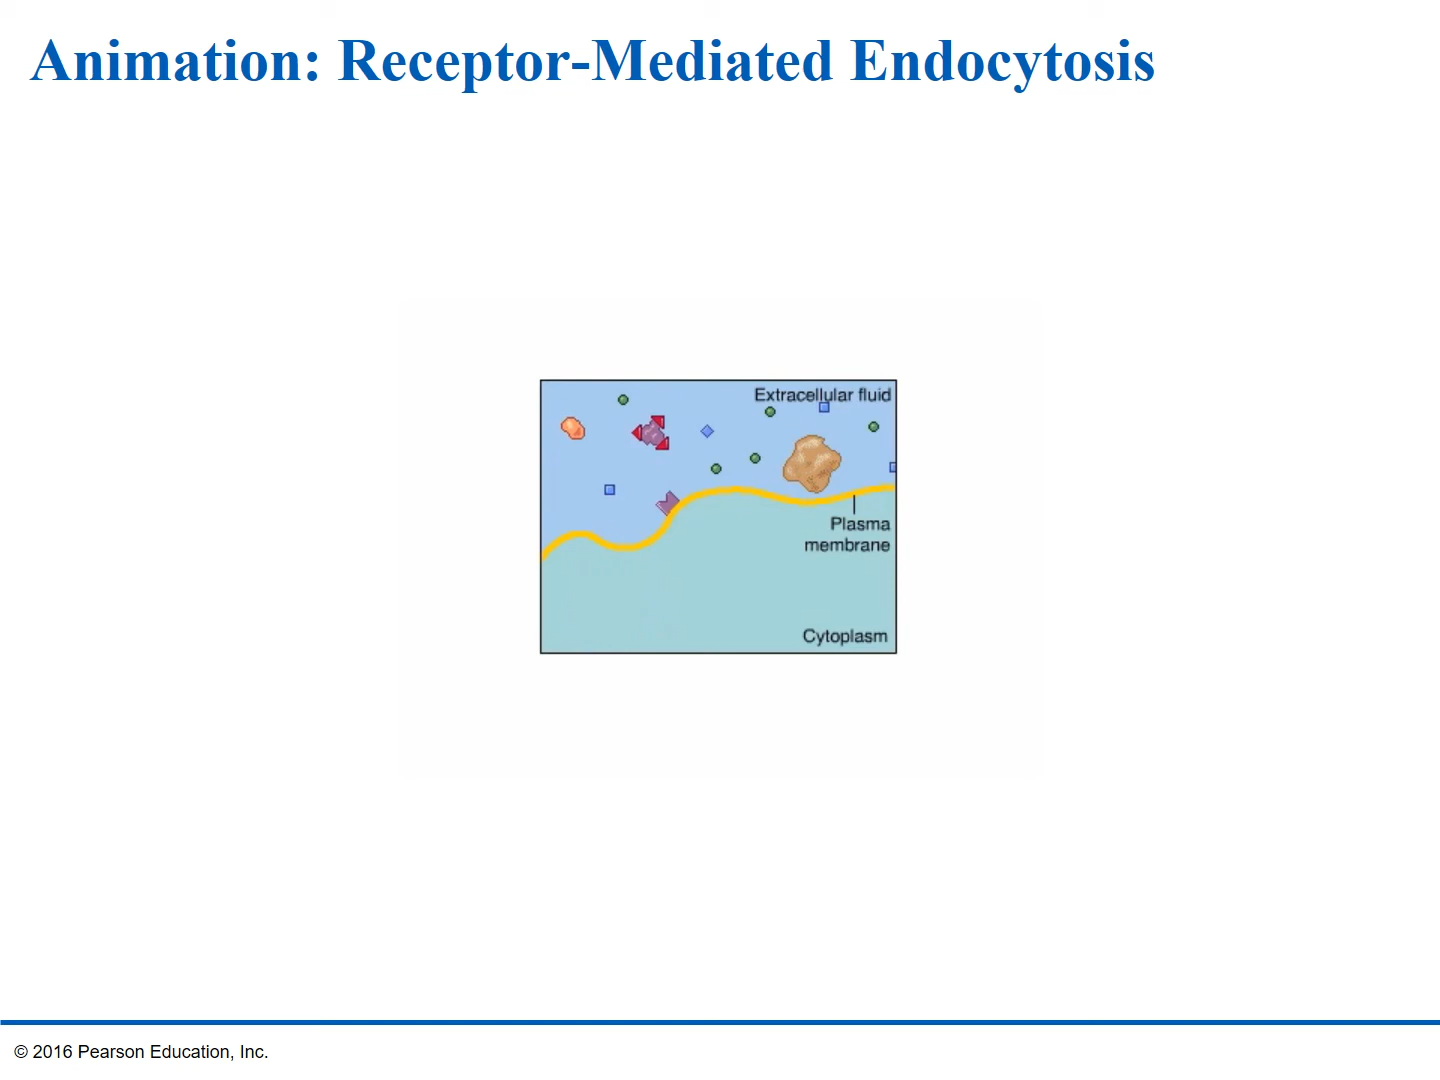 Animation: Receptor-Mediated Endocytosis
Extracellular fluid
Plasma
membrane
Cytoplasm
© 2016 Pearson Education, Inc.